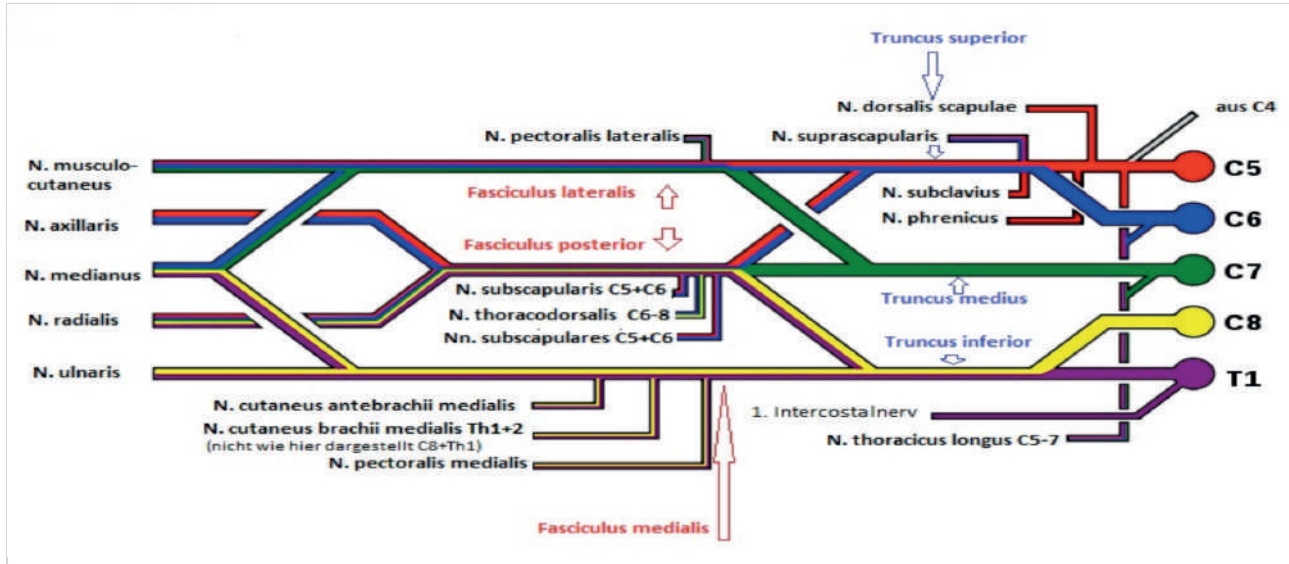 Truncus superior
N. dorsalis scapulae
aus C4
N. pectoralis lateralis
N. suprascapularis
N. musculo-
cutaneus
C5
Fasciculus lateralis
N. subclavius
N. axillaris
N. phrenicus
C6
Fasciculus posterior
N. medianus
C7
N. subscapularis C5+C6
Truncus medius
N. thoracodorsalis C6-8
N. radialis
C8
Nn. subscapulares C5+C6
Truncus inferior
N. ulnaris
T1
N. cutaneus antebrachii medialis
1. Intercostalnerv
N. cutaneus brachii medialis Th1+2
(nicht wie hier dargestellt C8+Th1)
N. thoracicus longus C5-7
N. pectoralis medialis
Fasciculus medialis